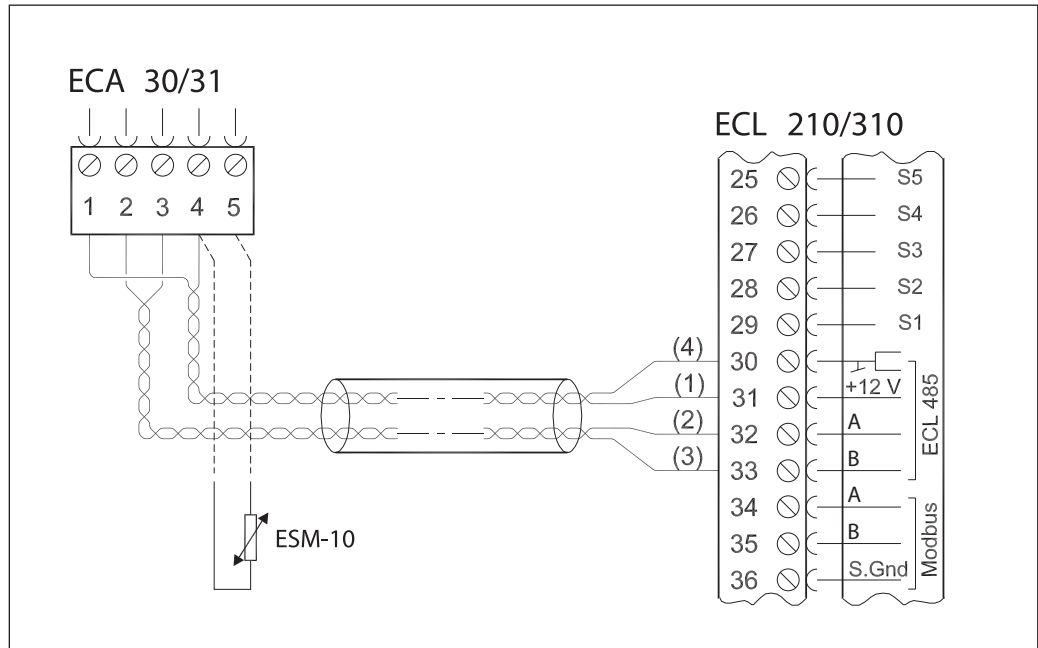 ECA 30/31
1 2 3 4 5
ECL 210/310
25 S5
26 S4
27 S3
28 S2
29 S1
(4) 30
(1) 31 +12 V
(2) 32 A
(3) 33 B
ECL 485
34 A
35 B
36 S.Gnd
Modbus
ESM-10